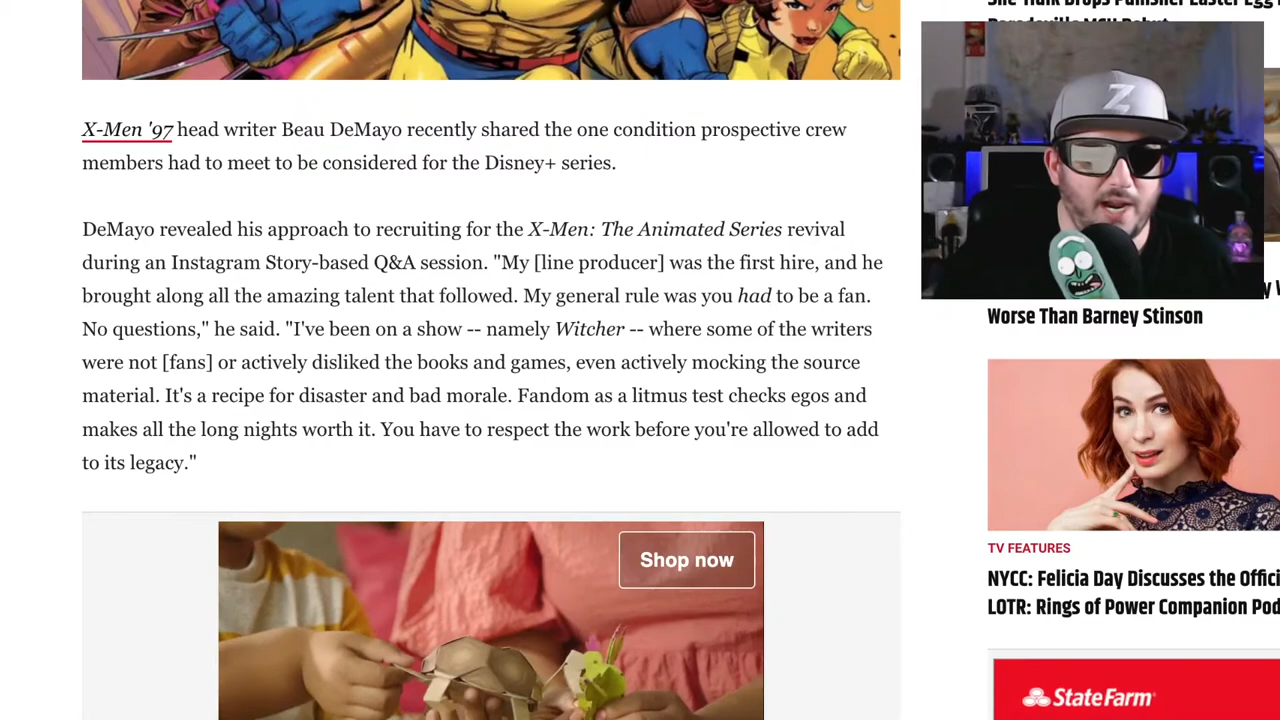 She Hulk Drops Punisher Easter Egg
X-Men '97 head writer Beau DeMayo recently shared the one condition prospective crew
members had to meet to be considered for the Disney+ series.
DeMayo revealed his approach to recruiting for the X-Men: The Animated Series revival
during an Instagram Story-based Q&A session. "My [line producer] was the first hire, and he
brought along all the amazing talent that followed. My general rule was you had to be a fan.
No questions," he said. "I've been on a show -- namely Witcher -- where some of the writers
were not [fans] or actively disliked the books and games, even actively mocking the source
material. It's a recipe for disaster and bad morale. Fandom as a litmus test checks egos and
makes all the long nights worth it. You have to respect the work before you're allowed to add
to its legacy."
Shop now
Z
Worse Than Barney Stinson
TV FEATURES
NYCC: Felicia Day Discusses the Offici
LOTR: Rings of Power Companion Pod
StateFarm